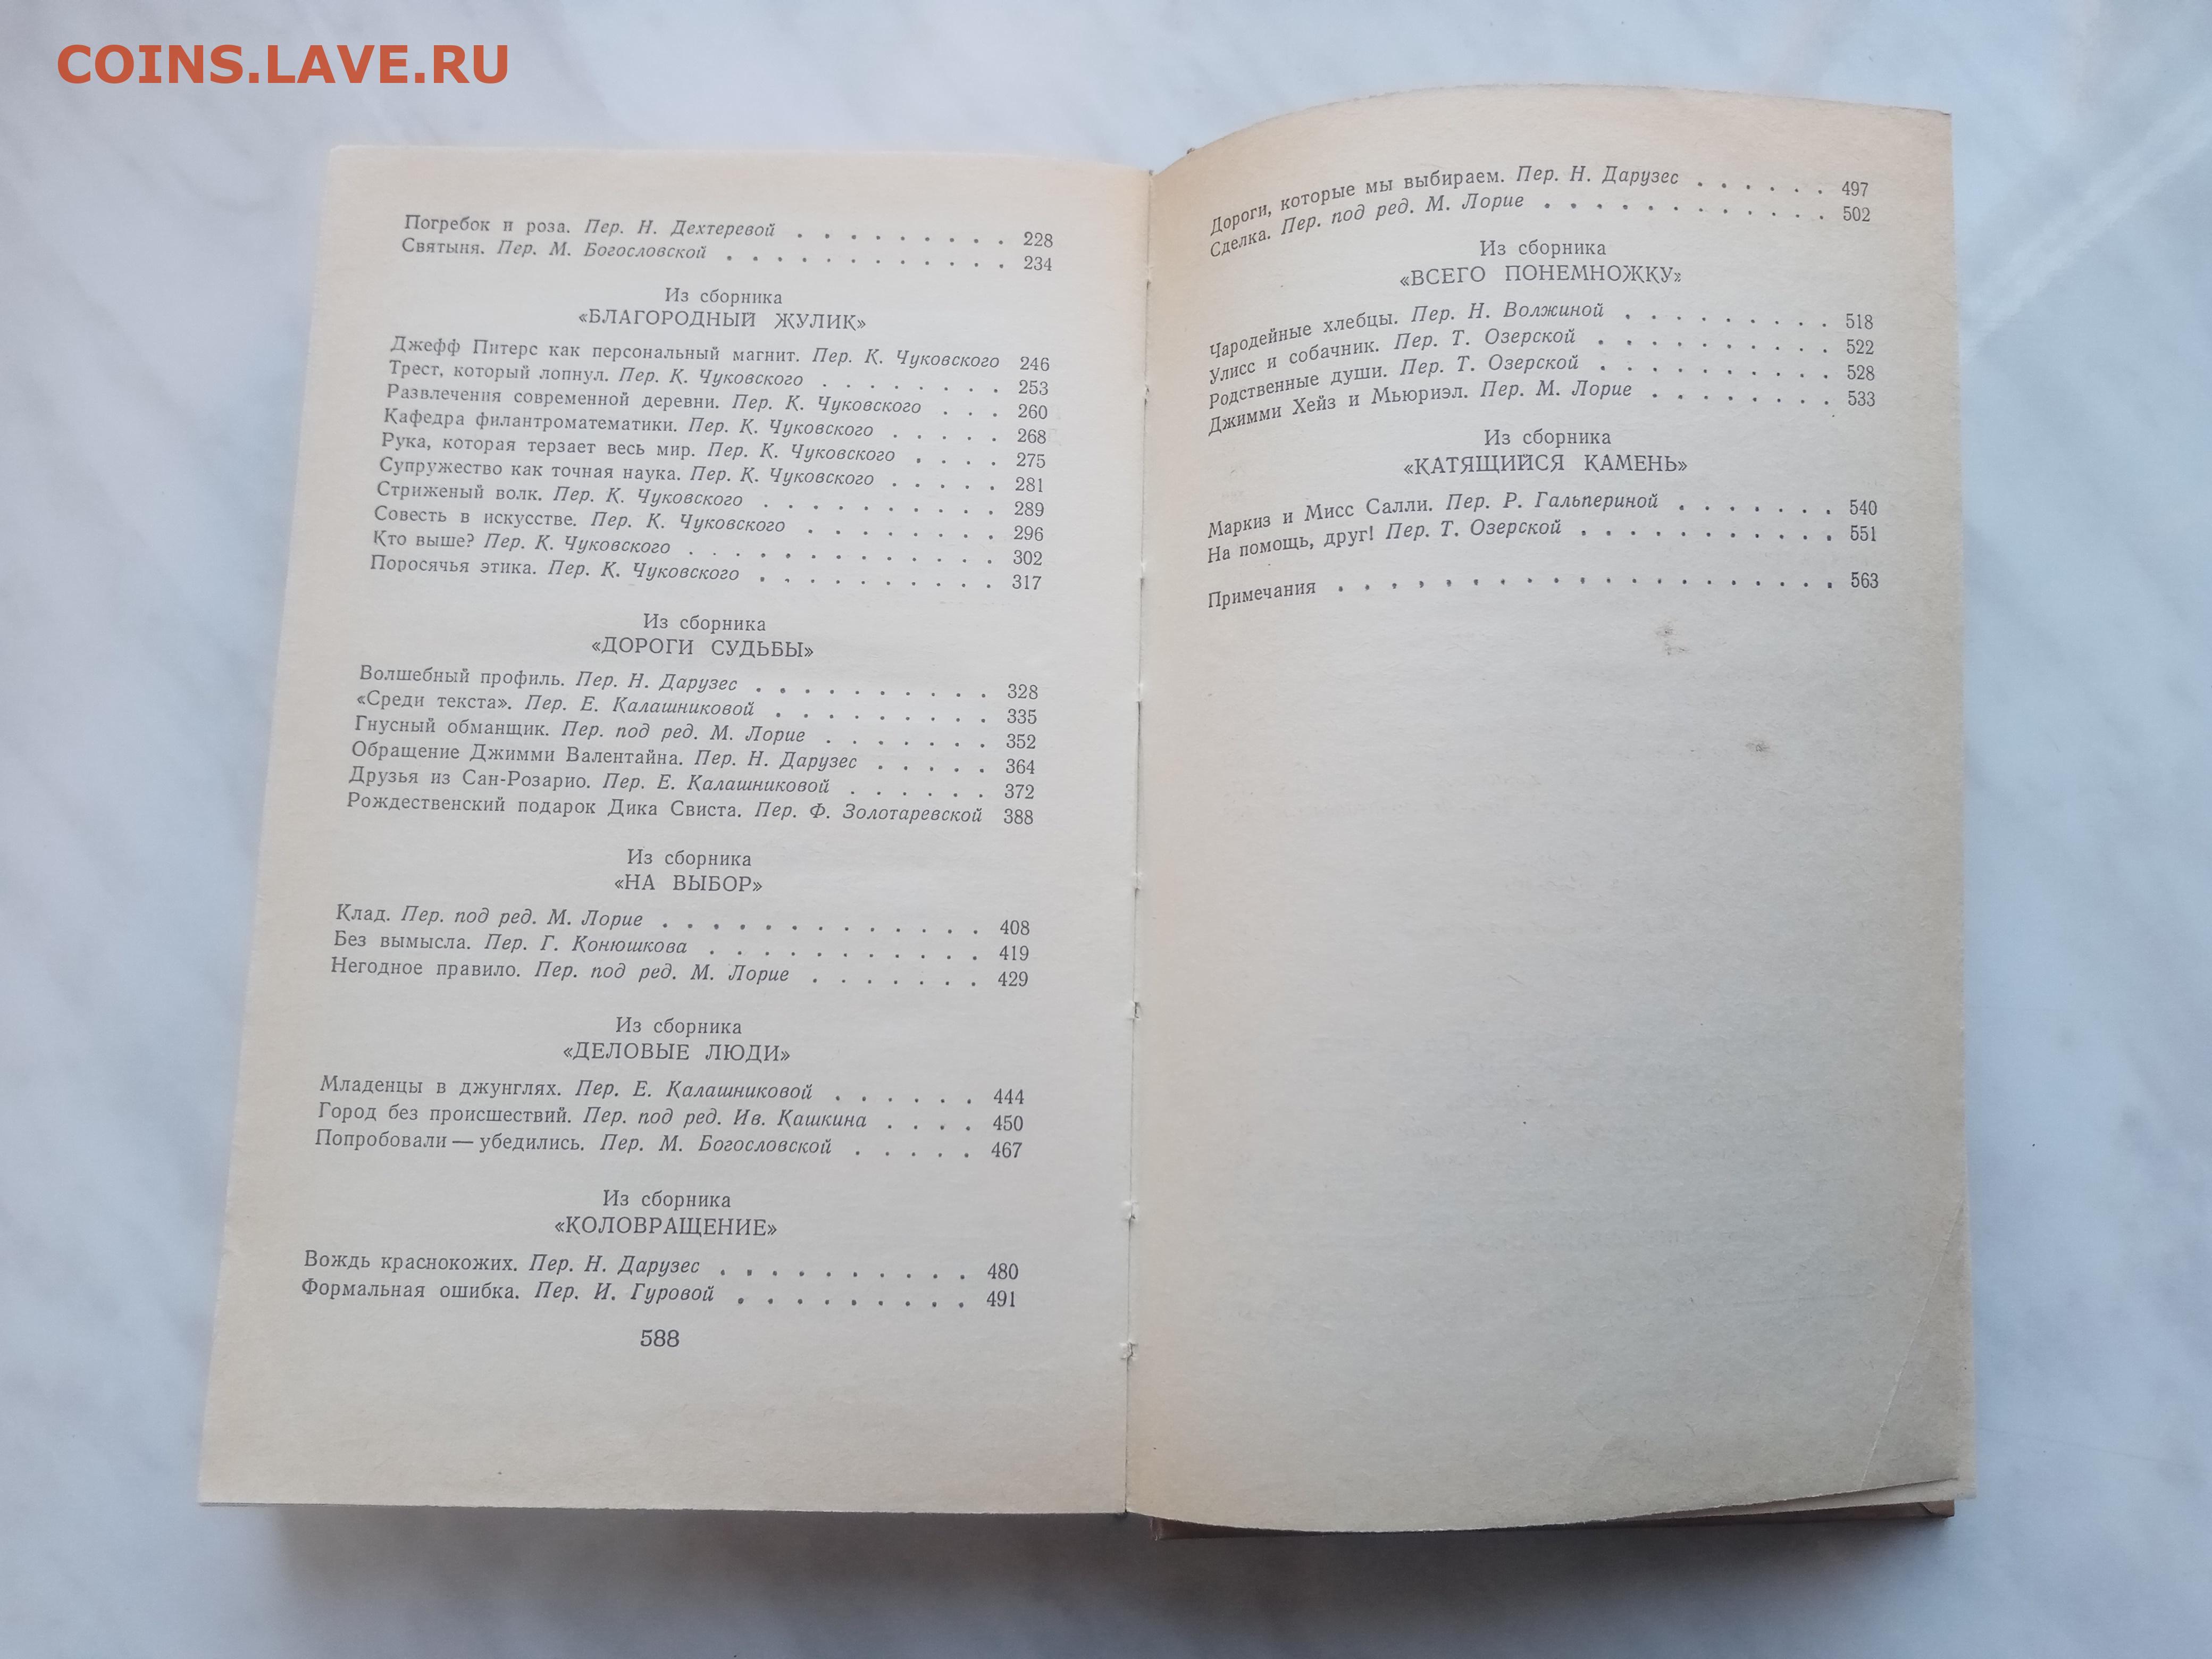 COINS.LAVE.RU
Погребок и роза. Пер. Н. Дехтеревой . . . . . . . . . 228
Святыня. Пер. М. Богословской . . . . . . . . . . . . 234
Из сборника
«БЛАГОРОДНЫЙ ЖУЛИК»
Джефф Питерс как персональный магнит. Пер. К. Чуковского 246
Трест, который лопнул. Пер. К. Чуковского . . . . . . . . 253
Развлечения современной деревни. Пер. К. Чуковского . . . 260
Кафедра филантроматематики. Пер. К. Чуковского . . . . . 268
Рука, которая терзает весь мир. Пер. К. Чуковского . . . . 275
Супружество как точная наука. Пер. К. Чуковского . . . . . 281
Стриженый волк. Пер. К. Чуковского . . . . . . . . . . 289
Совесть в искусстве. Пер. К. Чуковского . . . . . . . . 296
Кто выше? Пер. К. Чуковского . . . . . . . . . . . . 302
Поросячья этика. Пер. К. Чуковского . . . . . . . . . . 317
Из сборника
«ДОРОГИ СУДЬБЫ»
Волшебный профиль. Пер. Н. Дарузес . . . . . . . . . . 328
«Среди текста». Пер. Е. Калашниковой . . . . . . . . . 335
Гнусный обманщик. Пер. под ред. М. Лорие . . . . . . . 352
Обращение Джимми Валентайна. Пер. Н. Дарузес . . . . . 364
Друзья из Сан-Розарио. Пер. Е. Калашниковой . . . . . . 372
Рождественский подарок Дика Свиста. Пер. Ф. Золотаревской 388
Из сборника
«НА ВЫБОР»
Клад. Пер. под ред. М. Лорие . . . . . . . . . . . . . 408
Без вымысла. Пер. Г. Конюшкова . . . . . . . . . . . 419
Негодное правило. Пер. под ред. М. Лорие . . . . . . . 429
Из сборника
«ДЕЛОВЫЕ ЛЮДИ»
Младенцы в джунглях. Пер. Е. Калашниковой . . . . . . 444
Город без происшествий. Пер. под ред. Ив. Кашкина . . . . 450
Попробовали — убедились. Пер. М. Богословской . . . . . 467
Из сборника
«КОЛОВРАЩЕНИЕ»
Вождь краснокожих. Пер. Н. Дарузес . . . . . . . . . . 480
Формальная ошибка. Пер. И. Гуровой . . . . . . . . . 491
588
Дороги, которые мы выбираем. Пер. Н. Дарузес . . . . . . 497
Сделка. Пер. под ред. М. Лорие . . . . . . . . . . . 502
Из сборника
«ВСЕГО ПОНЕМНОЖКУ»
Чародейные хлебцы. Пер. Н. Волжиной . . . . . . . . . 518
Улисс и собачник. Пер. Т. Озерской . . . . . . . . . . 522
Родственные души. Пер. Т. Озерской . . . . . . . . . . 528
Джимми Хейз и Мьюриэл. Пер. М. Лорие . . . . . . . . 533
Из сборника
«КАТЯЩИЙСЯ КАМЕНЬ»
Маркиз и Мисс Салли. Пер. Р. Гальпериной . . . . . . . 540
На помощь, друг! Пер. Т. Озерской . . . . . . . . . . 551
Примечания . . . . . . . . . . . . . . . . . . . 563